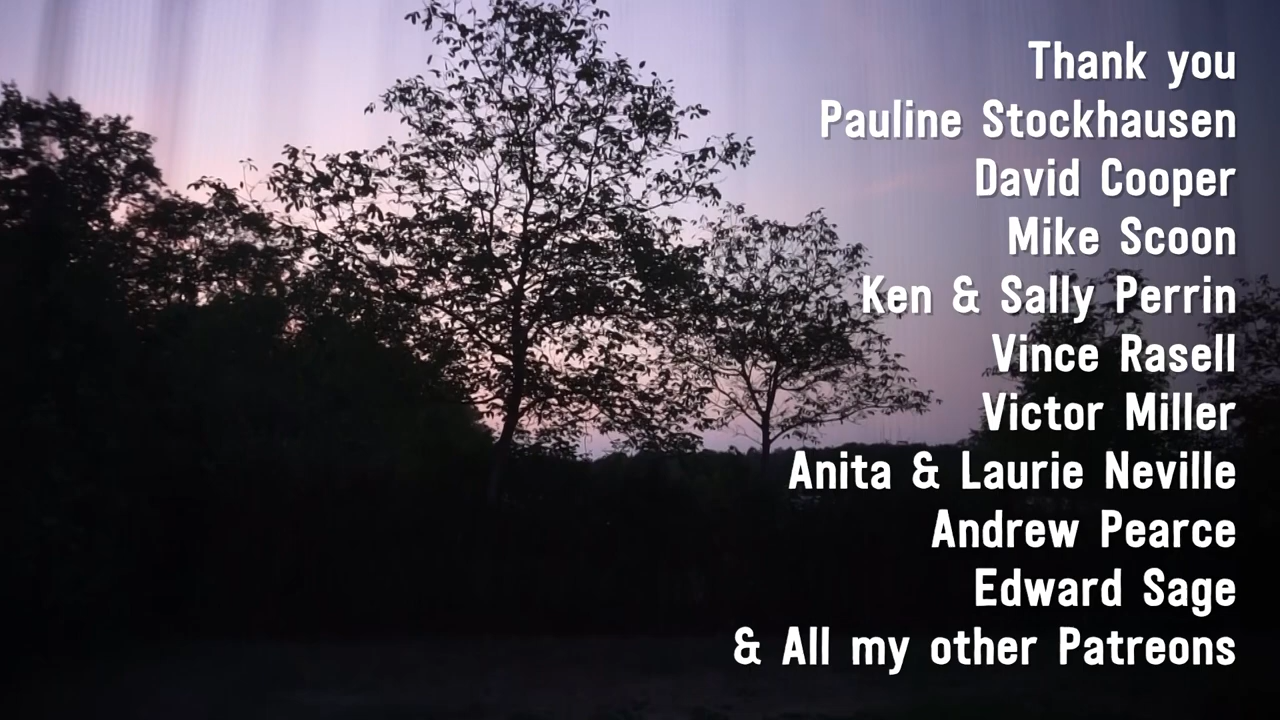 Thank you
Pauline Stockhausen
David Cooper
Mike Scoon
Ken & Sally Perrin
Vince Rasell
Victor Miller
Anita & Laurie Neville
Andrew Pearce
Edward Sage
& All my other Patreons